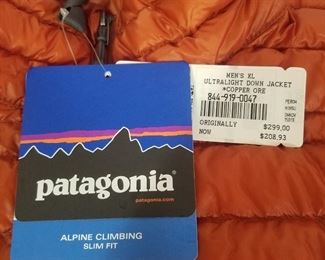 MEN'S XL
ULTRALIGHT DOWN JACKET
*COPPER ORE
844-919-0047
ORIGINALLY $299.00
NOW $208.93
patagonia
patagonia.com
ALPINE CLIMBING
SLIM FIT